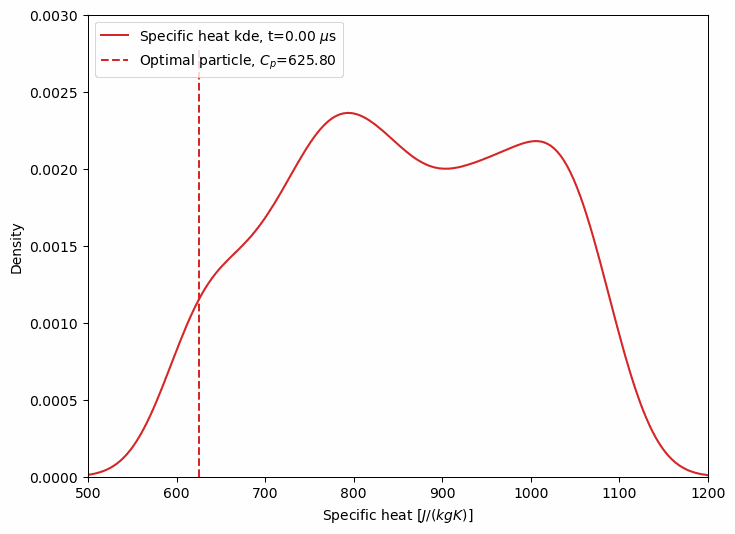 0.0030
0.0025
0.0020
0.0015
0.0010
0.0005
0.0000
Density
Specific heat kde, t=0.00 μs
Optimal particle, Cₚ=625.80
500 600 700 800 900 1000 1100 1200
Specific heat [J/(kgK)]